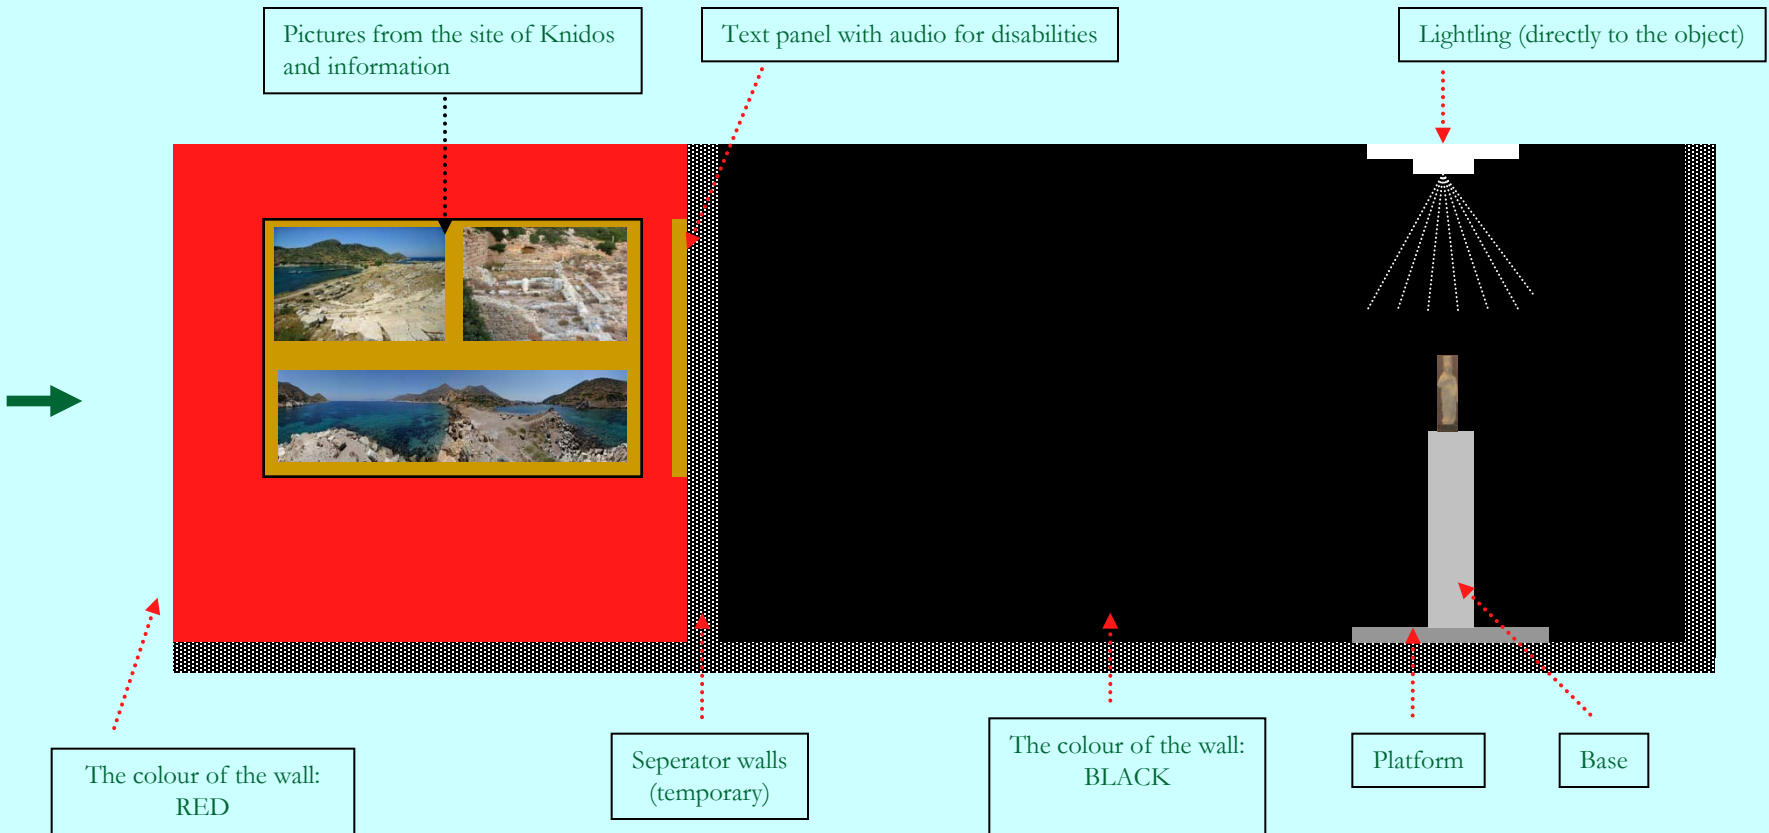 Pictures from the site of Knidos
and information
Text panel with audio for disabilities
Lightling (directly to the object)
The colour of the wall:
RED
Seperator walls
(temporary)
The colour of the wall:
BLACK
Platform
Base